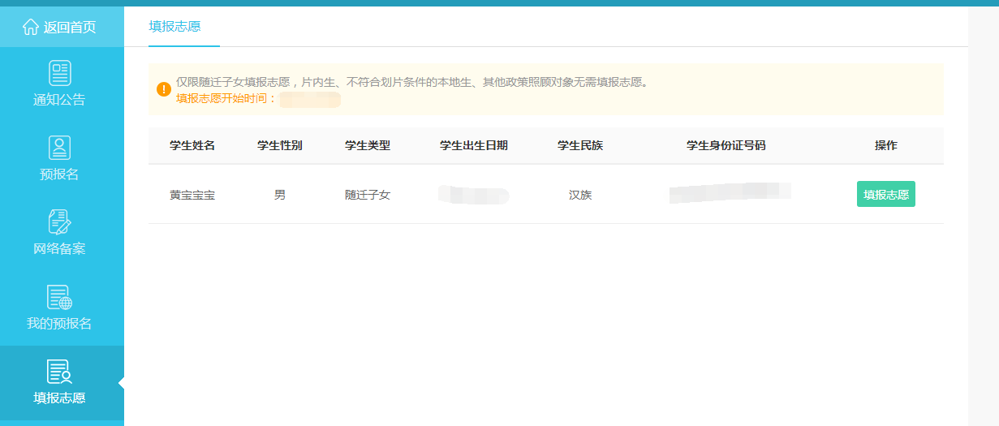 返回首页
通知公告
预报名
网络备案
我的预报名
填报志愿
填报志愿
仅限随迁子女填报志愿，片内生、不符合划片条件的本地生、其他政策照顾对象无需填报志愿。
填报志愿开始时间：
学生姓名 学生性别 学生类型 学生出生日期 学生民族 学生身份证号码 操作
黄宝宝宝 男 随迁子女 汉族 填报志愿